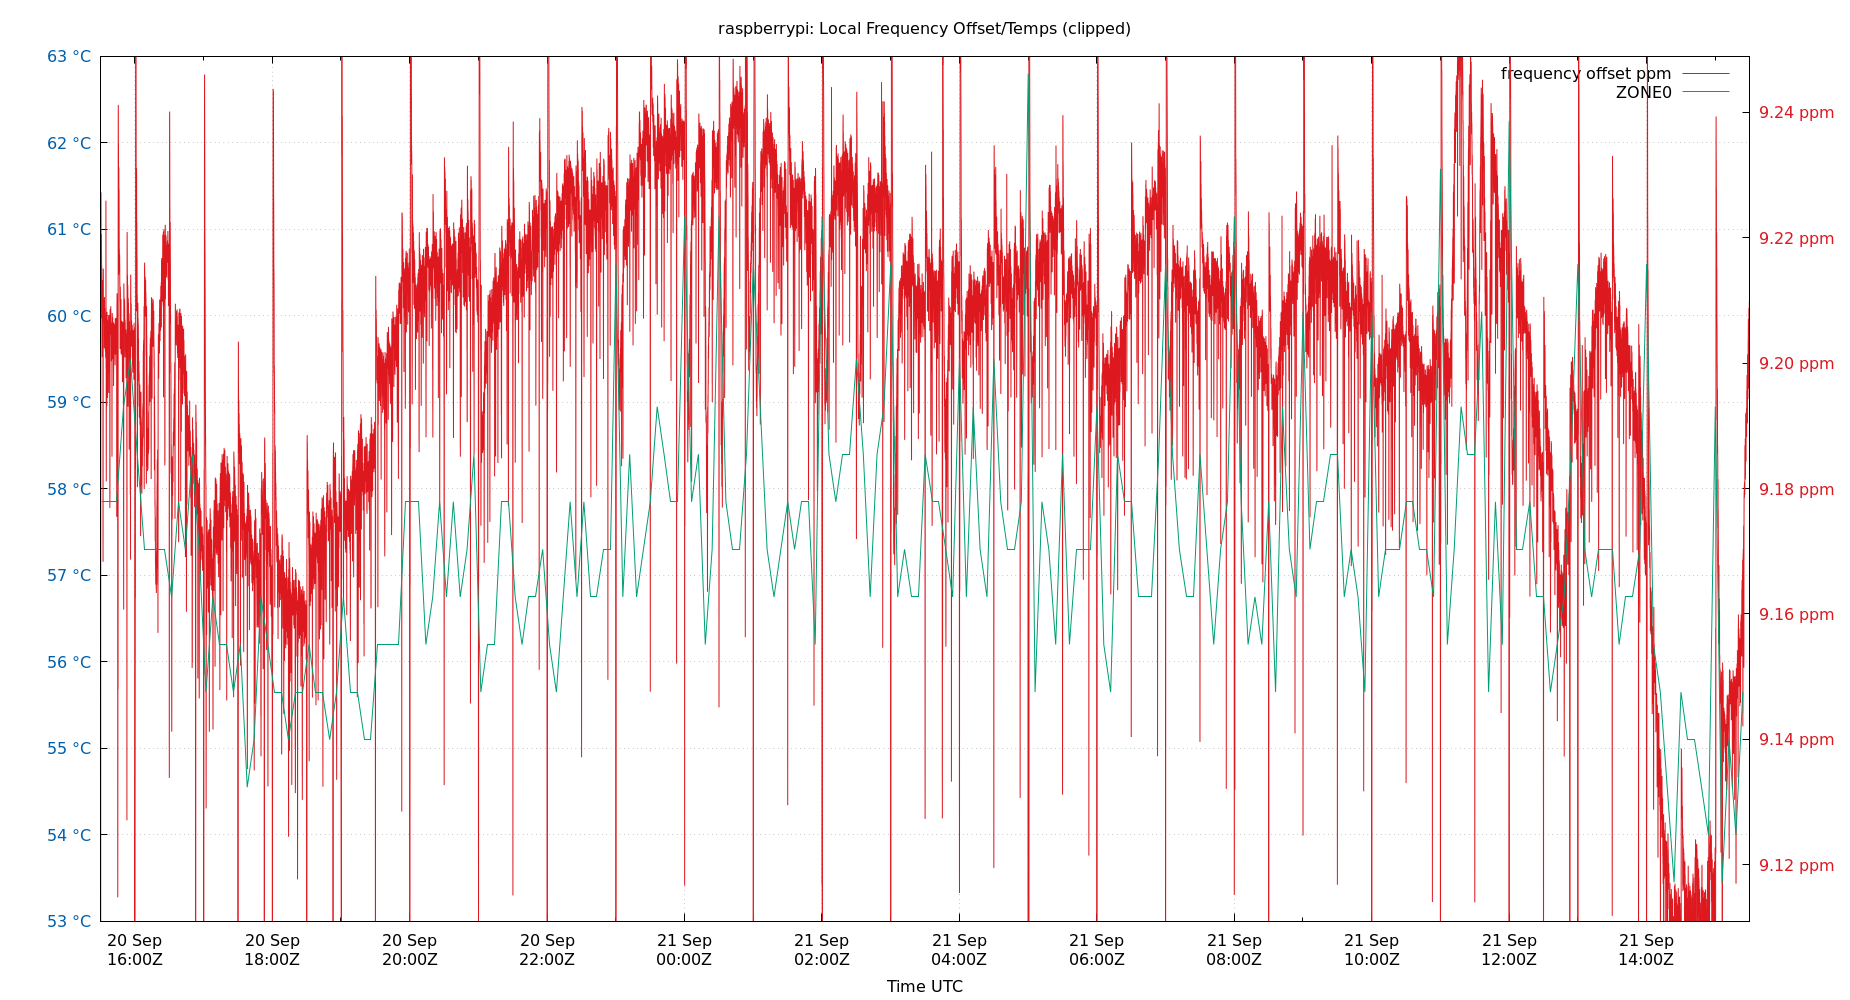 raspberrypi: Local Frequency Offset/Temps (clipped)
63 °C
62 °C
61 °C
60 °C
59 °C
58 °C
57 °C
56 °C
55 °C
54 °C
53 °C
frequency offset ppm
ZONE0
9.24 ppm
9.22 ppm
9.20 ppm
9.18 ppm
9.16 ppm
9.14 ppm
9.12 ppm
20 Sep
16:00Z
20 Sep
18:00Z
20 Sep
20:00Z
20 Sep
22:00Z
21 Sep
00:00Z
21 Sep
02:00Z
21 Sep
04:00Z
21 Sep
06:00Z
21 Sep
08:00Z
21 Sep
10:00Z
21 Sep
12:00Z
21 Sep
14:00Z
Time UTC